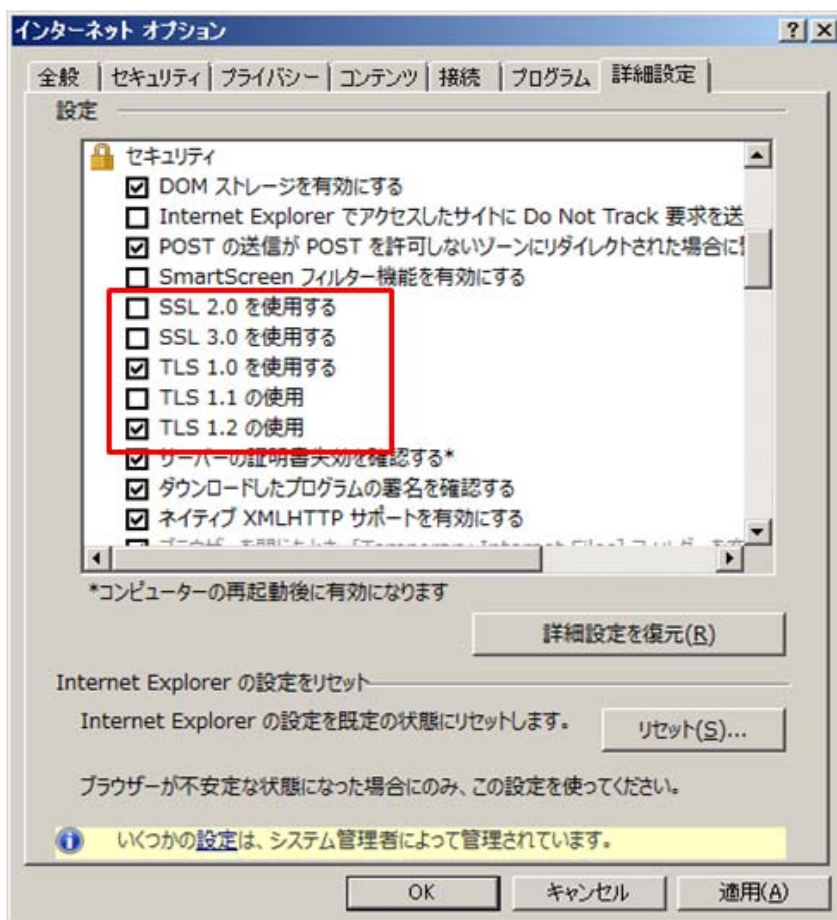 インターネット オプション
全般 セキュリティ プライバシー コンテンツ 接続 プログラム 詳細設定
設定
セキュリティ
DOM ストレージを有効にする
Internet Explorer でアクセスしたサイトに Do Not Track 要求を送
POST の送信が POST を許可しないゾーンにリダイレクトされた場合に
SmartScreen フィルター機能を有効にする
SSL 2.0 を使用する
SSL 3.0 を使用する
TLS 1.0 を使用する
TLS 1.1 の使用
TLS 1.2 の使用
サーバーの証明書失効を確認する*
ダウンロードしたプログラムの署名を確認する
ネイティブ XMLHTTP サポートを有効にする
*コンピューターの再起動後に有効になります
詳細設定を復元(R)
Internet Explorer の設定をリセット
Internet Explorer の設定を既定の状態にリセットします。
リセット(S)...
ブラウザーが不安定な状態になった場合にのみ、この設定を使ってください。
いくつかの設定は、システム管理者によって管理されています。
OK キャンセル 適用(A)